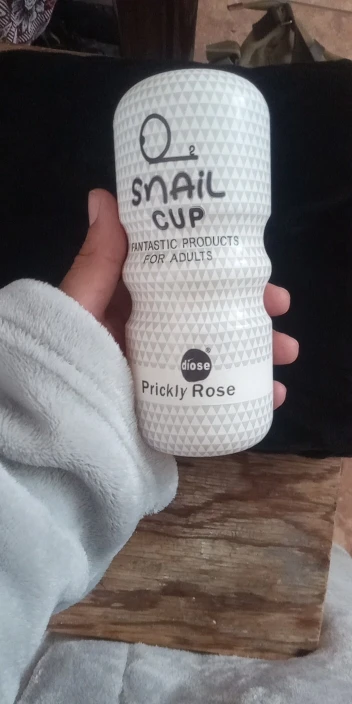 SNAIL
CUP
FANTASTIC PRODUCTS
FOR ADULTS
diose
Prickly Rose